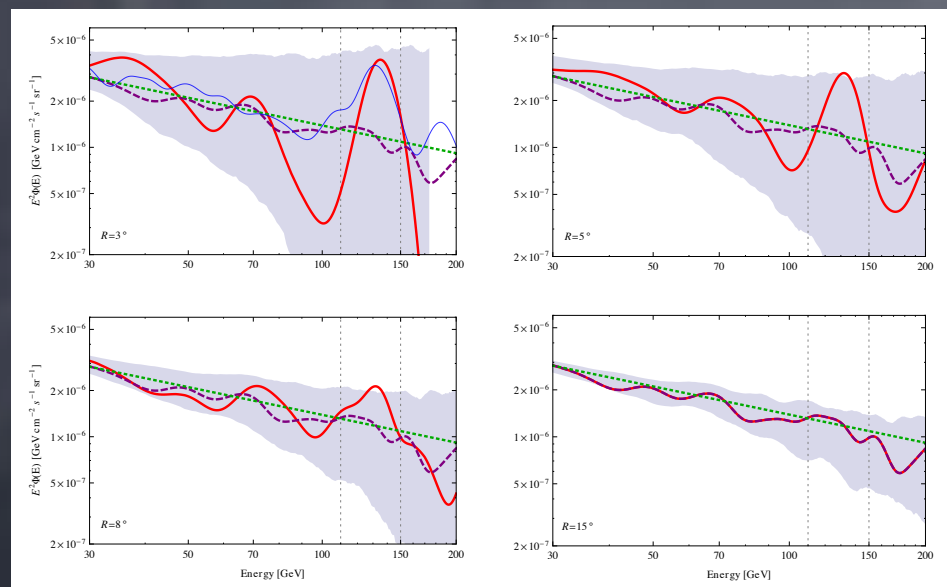 E²Φ(E) [GeV cm⁻² s⁻¹ sr⁻¹]
5×10⁻⁶
2×10⁻⁶
1×10⁻⁶
5×10⁻⁷
2×10⁻⁷
R=3°
30 50 70 100 150 200
5×10⁻⁶
2×10⁻⁶
1×10⁻⁶
5×10⁻⁷
2×10⁻⁷
R=5°
30 50 70 100 150 200
E²Φ(E) [GeV cm⁻² s⁻¹ sr⁻¹]
5×10⁻⁶
2×10⁻⁶
1×10⁻⁶
5×10⁻⁷
2×10⁻⁷
R=8°
30 50 70 100 150 200
Energy [GeV]
5×10⁻⁶
2×10⁻⁶
1×10⁻⁶
5×10⁻⁷
2×10⁻⁷
R=15°
30 50 70 100 150 200
Energy [GeV]